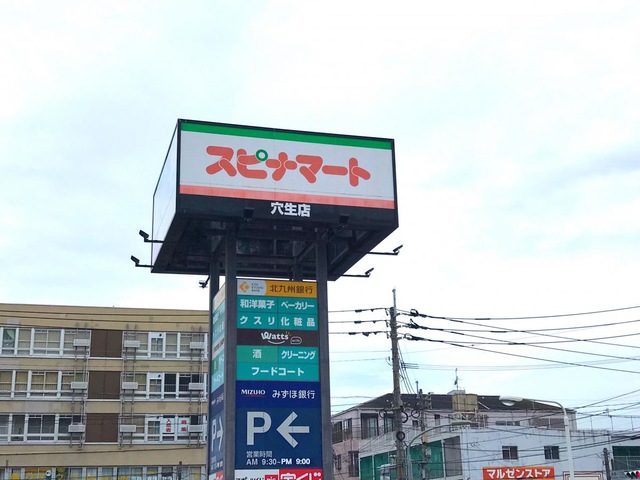 スピナマート
穴生店
北九州銀行
和洋菓子 ベーカリー
クスリ化粧品
Watts
酒 クリーニング
フードコート
MIZUHO みずほ銀行
P←
営業時間
AM 9:30-PM 9:00
宝くじ
マルゼンストア